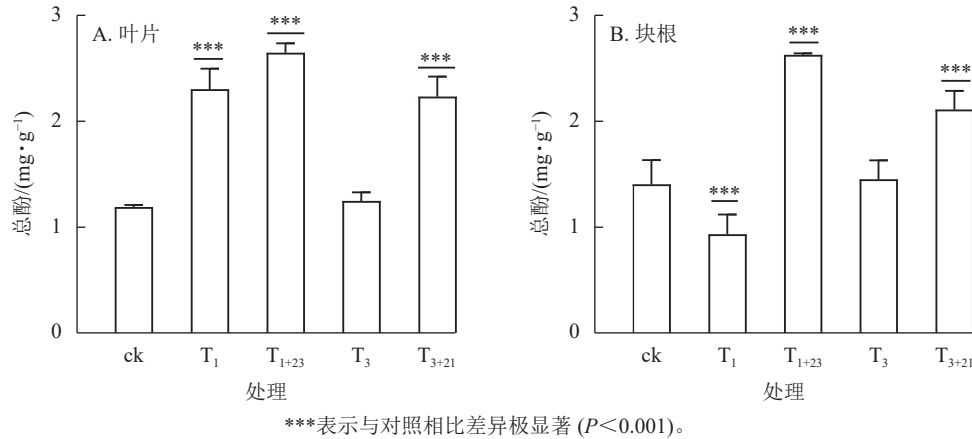 A. 叶片
3
2
1
0
总酚/(mg•g⁻¹)
***
***
***
ck T₁ T₁₊₂₃ T₃ T₃₊₂₁
处理
B. 块根
3
2
1
0
总酚/(mg•g⁻¹)
***
***
***
ck T₁ T₁₊₂₃ T₃ T₃₊₂₁
处理
***表示与对照相比差异极显著 (P＜0.001)。